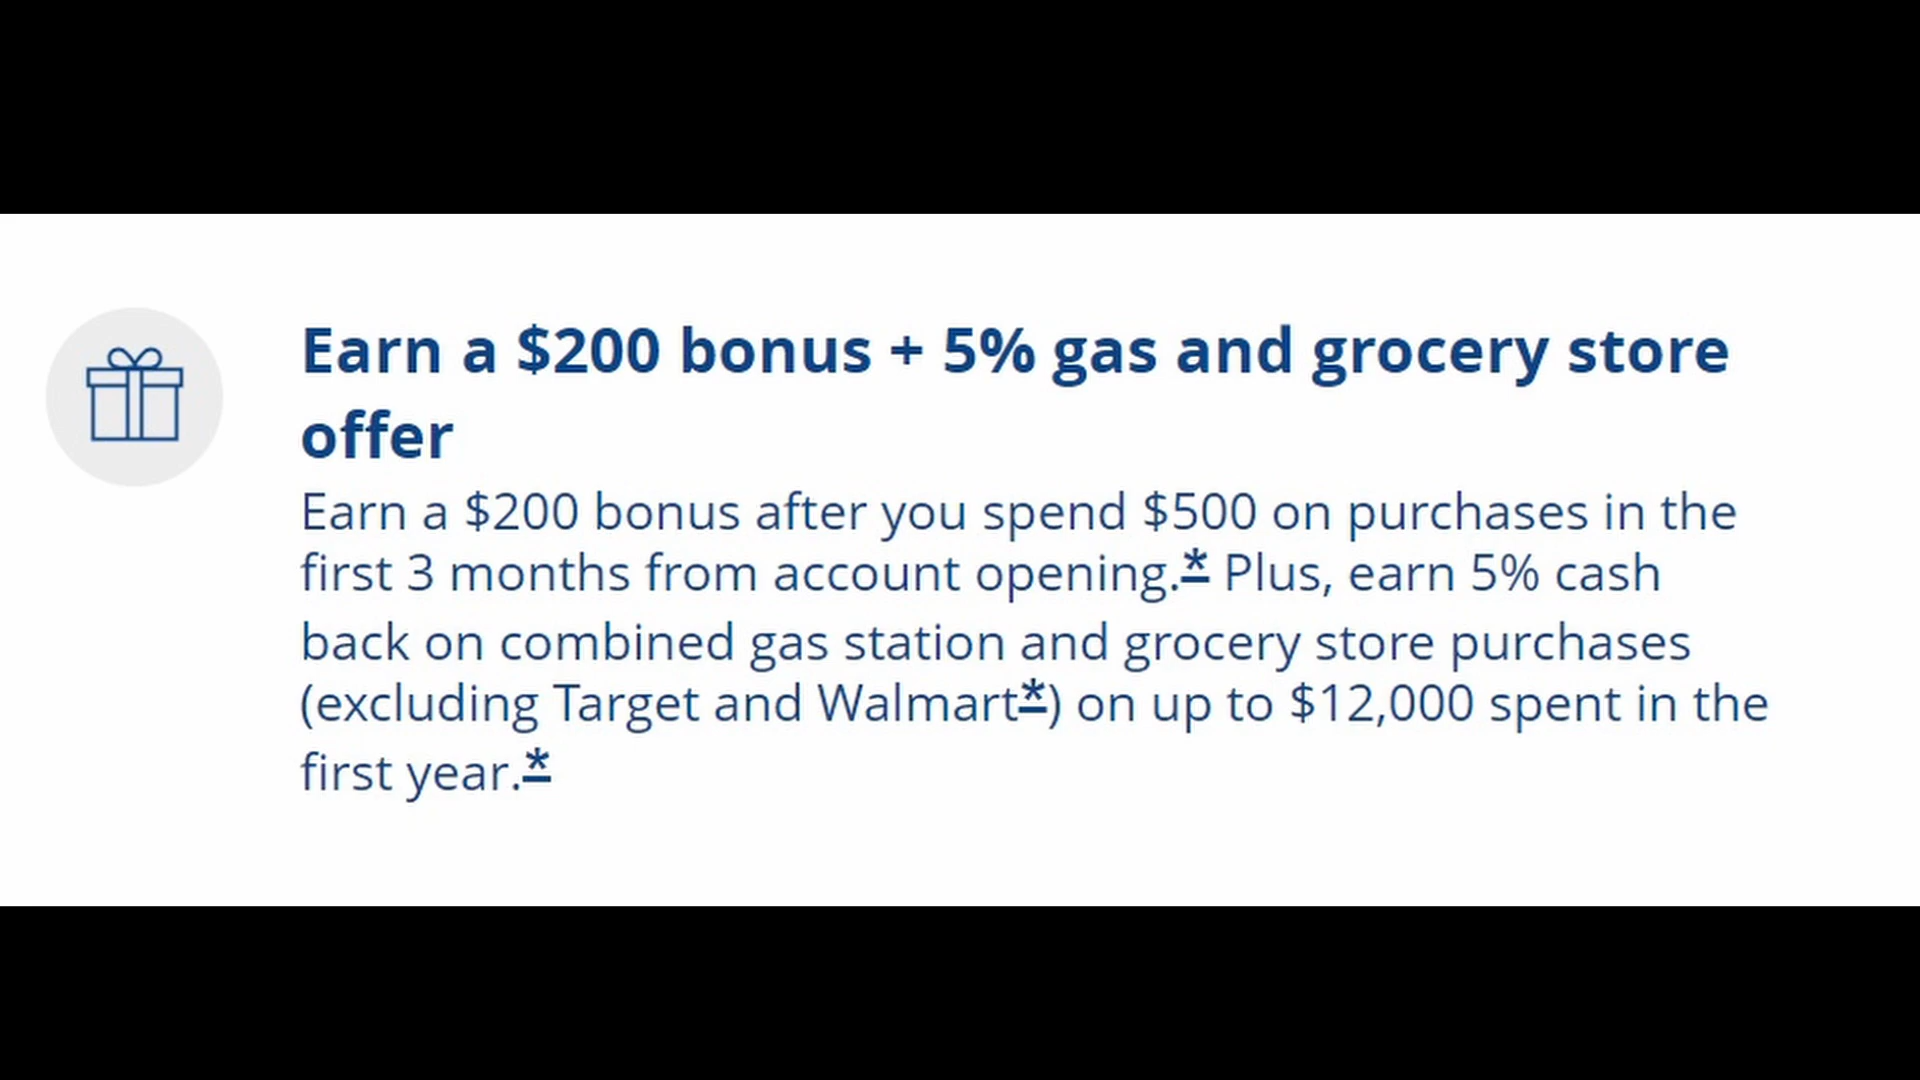 Earn a $200 bonus + 5% gas and grocery store
offer
Earn a $200 bonus after you spend $500 on purchases in the
first 3 months from account opening.* Plus, earn 5% cash
back on combined gas station and grocery store purchases
(excluding Target and Walmart*) on up to $12,000 spent in the
first year.*